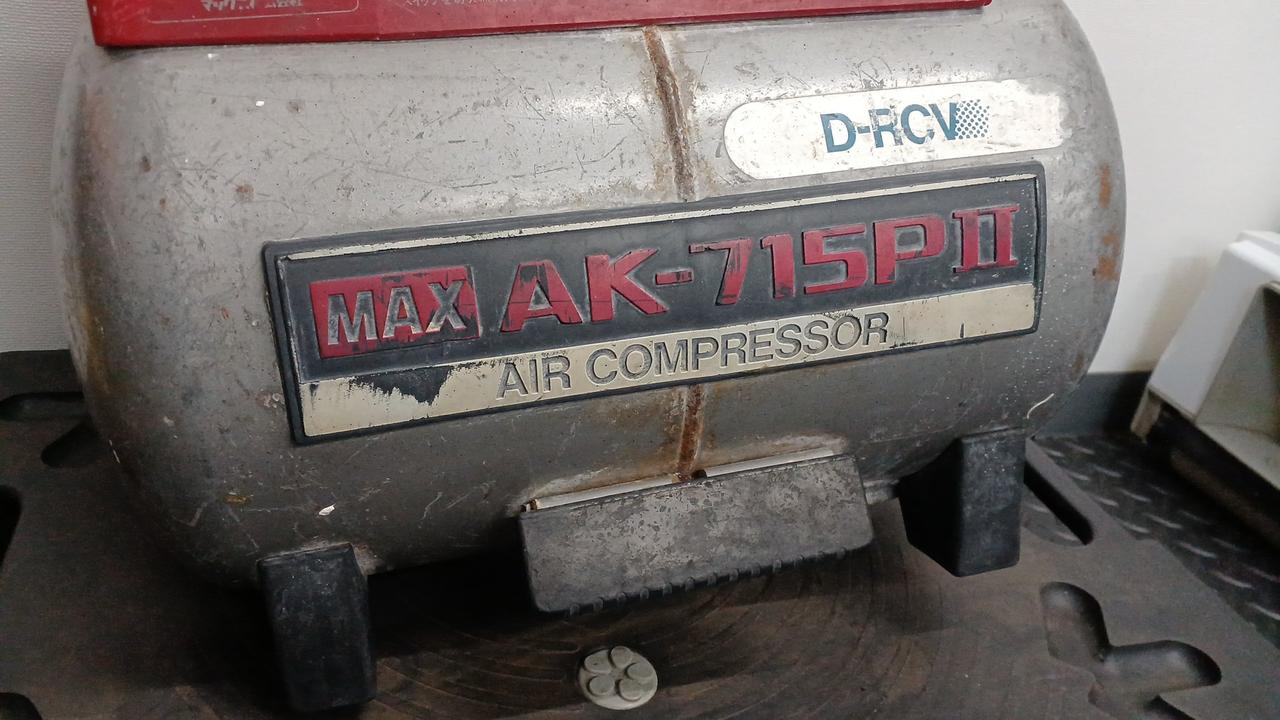 D-RCV
MAX AK-715PII
AIR COMPRESSOR